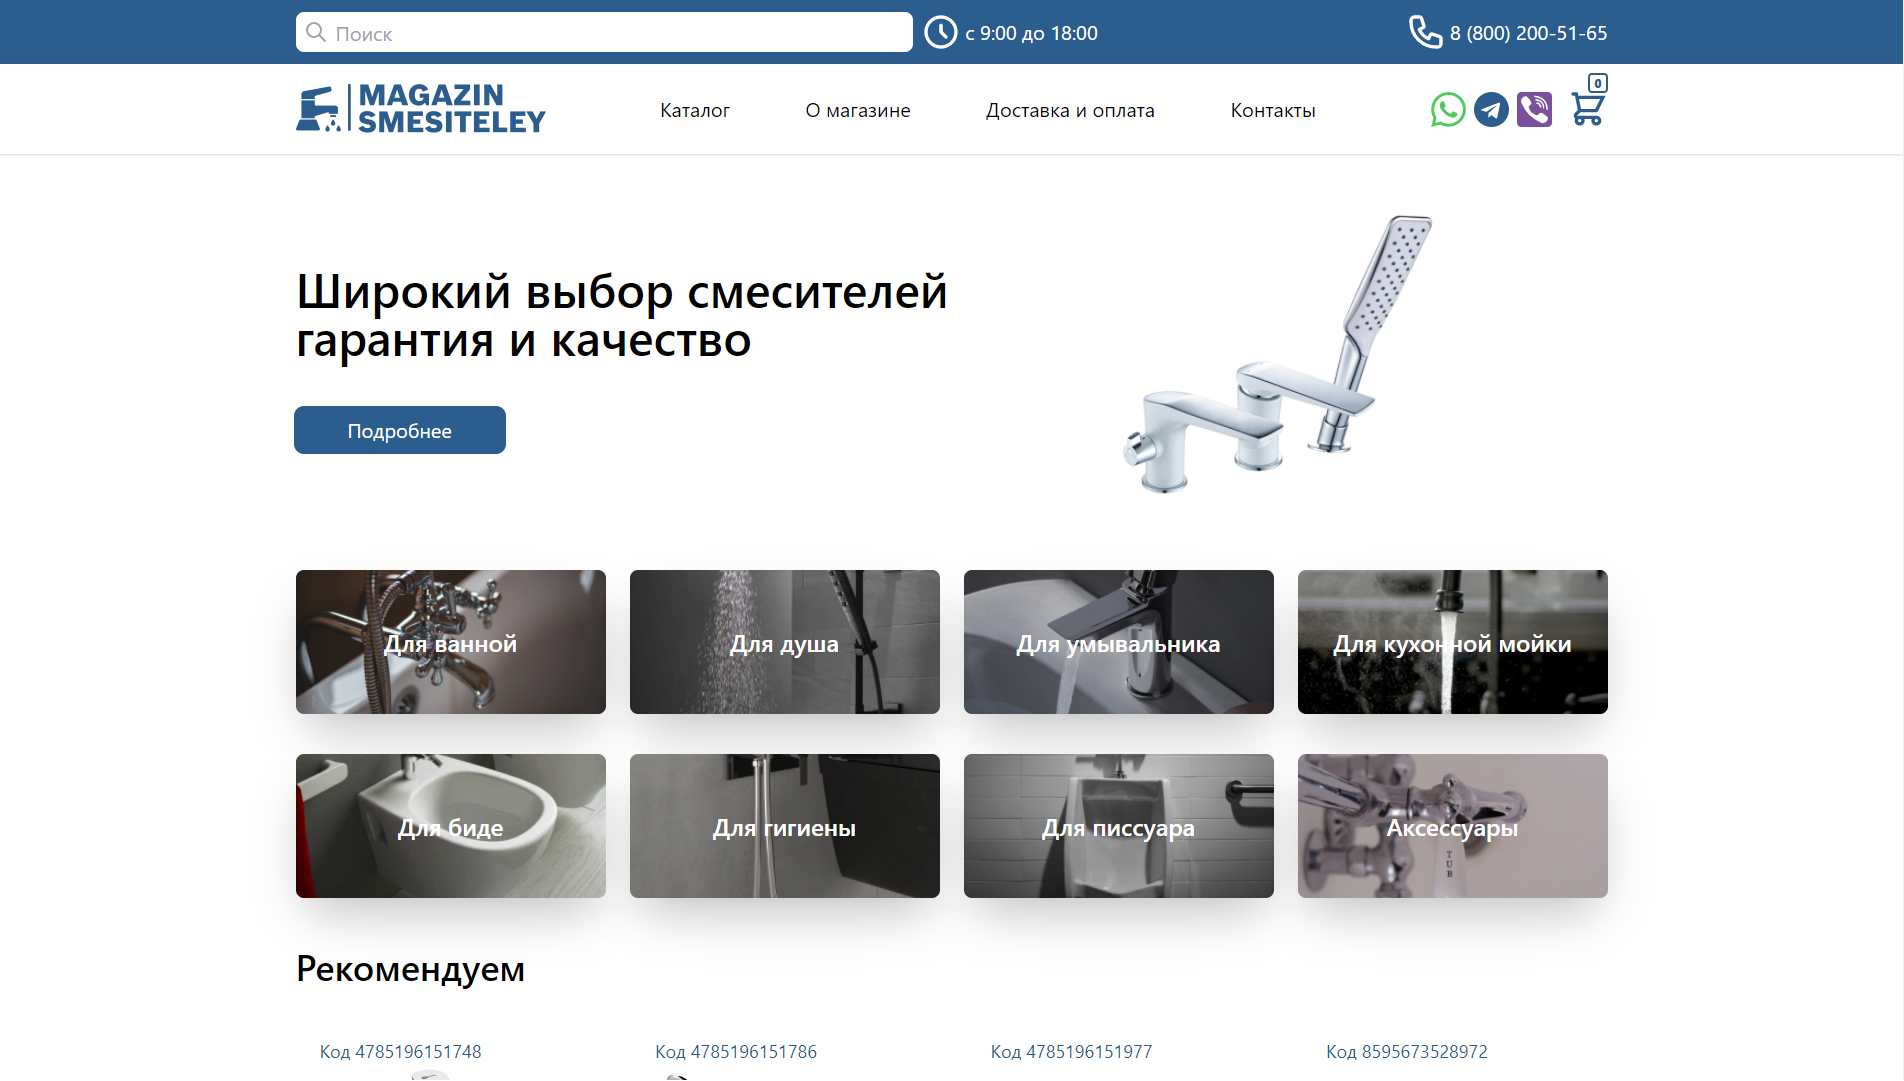 Поиск
с 9:00 до 18:00
8 (800) 200-51-65
MAGAZIN
SMESITELEY
Каталог
О магазине
Доставка и оплата
Контакты
0
Широкий выбор смесителей
гарантия и качество
Подробнее
Для ванной
Для душа
Для умывальника
Для кухонной мойки
Для биде
Для гигиены
Для писсуара
Аксессуары
TUB
Рекомендуем
Код 4785196151748
Код 4785196151786
Код 4785196151977
Код 8595673528972